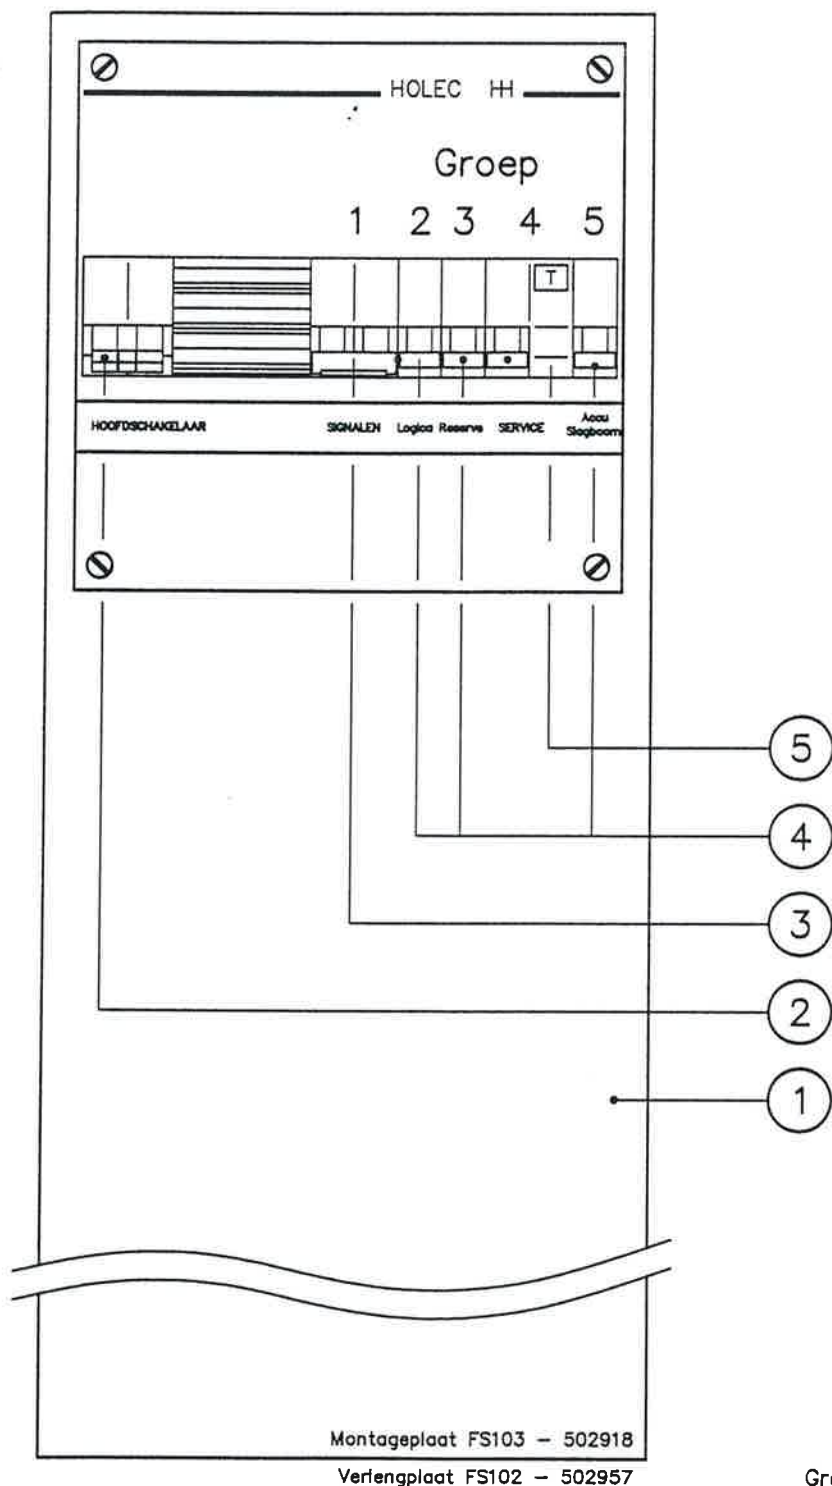 HOLEC HH
Groep
1 2 3 4 5
T
HOOFDSCHAKELAAR SIGNALEN Logica Reserve SERVICE Accu Slagboom
5
4
3
2
1
Montageplaat FS103 - 502918
Verlengplaat FS102 - 502957